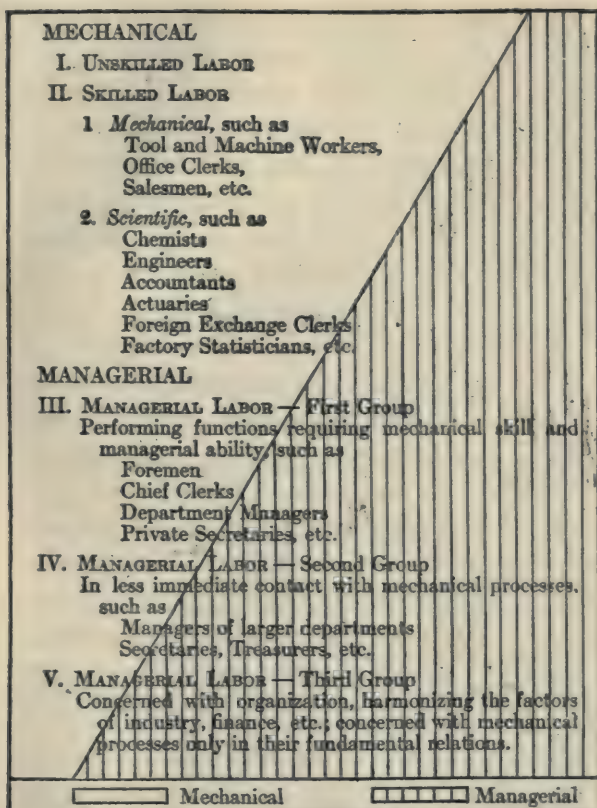 MECHANICAL
I. UNSKILLED LABOR
II. SKILLED LABOR
1 Mechanical, such as
Tool and Machine Workers,
Office Clerks,
Salesmen, etc.
2. Scientific, such as
Chemists
Engineers
Accountants
Actuaries
Foreign Exchange Clerks
Factory Statisticians, etc.
MANAGERIAL
III. MANAGERIAL LABOR — First Group
Performing functions requiring mechanical skill and
managerial ability, such as
Foremen
Chief Clerks
Department Managers
Private Secretaries, etc.
IV. MANAGERIAL LABOR — Second Group
In less immediate contact with mechanical processes,
such as
Managers of larger departments
Secretaries, Treasurers, etc.
V. MANAGERIAL LABOR — Third Group
Concerned with organization, harmonizing the factors
of industry, finance, etc.; concerned with mechanical
processes only in their fundamental relations.
Mechanical
Managerial